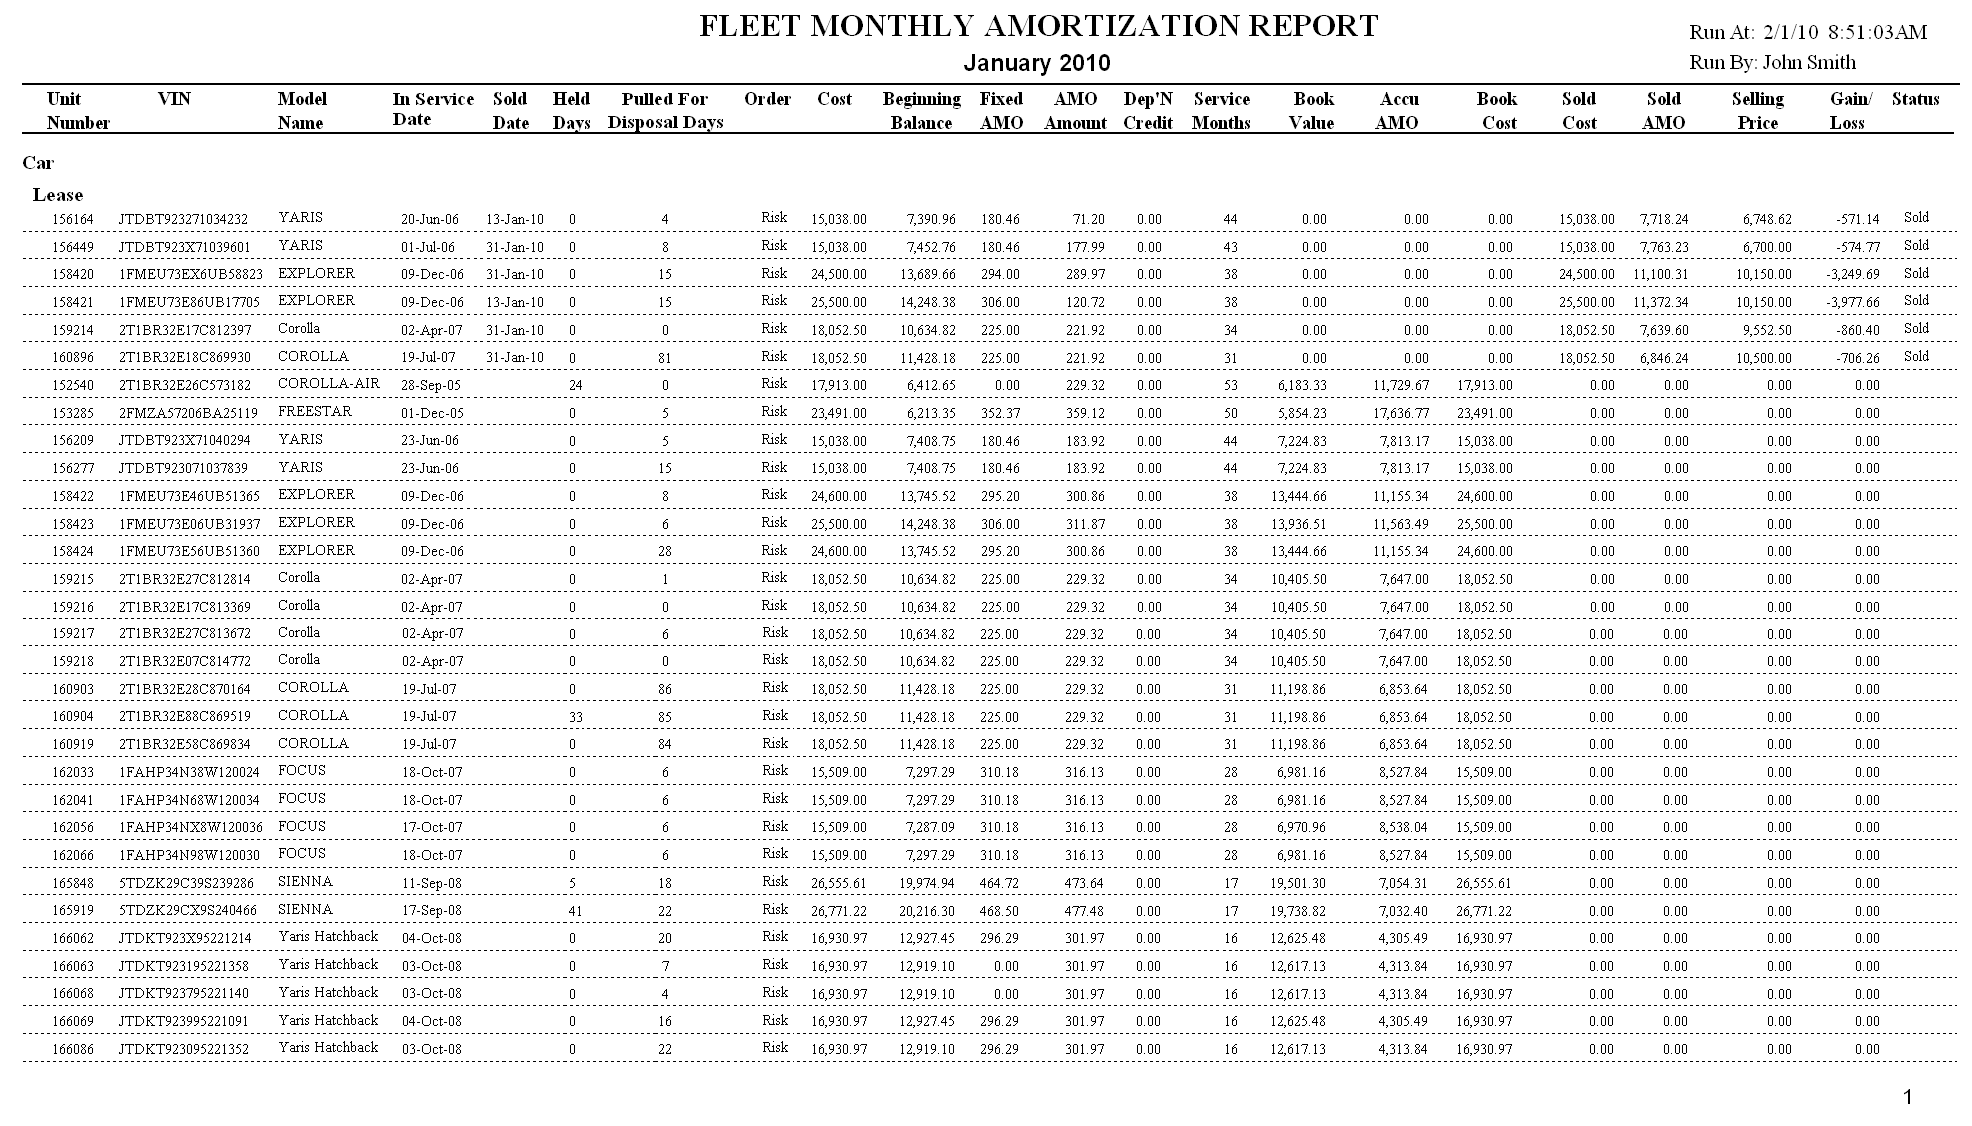 FLEET MONTHLY AMORTIZATION REPORT
Run At: 2/1/10 8:51:03AM
January 2010
Run By: John Smith
Unit Number VIN Model Name In Service Date Sold Date Held Days Pulled For Disposal Days Order Cost Beginning Balance Fixed AMO AMO Amount Dep'N Credit Service Months Book Value Accu AMO Book Cost Sold Cost Sold AMO Selling Price Gain/ Loss Status
Car
Lease
156164 JTDBT923271034232 YARIS 20-Jun-06 13-Jan-10 0 4 Risk 15,038.00 7,390.96 180.46 71.20 0.00 44 0.00 0.00 0.00 15,038.00 7,718.24 6,748.62 -571.14 Sold
156449 JTDBT923X71039601 YARIS 01-Jul-06 31-Jan-10 0 8 Risk 15,038.00 7,452.76 180.46 177.99 0.00 43 0.00 0.00 0.00 15,038.00 7,763.23 6,700.00 -574.77 Sold
158420 1FMEU73EX6UB58823 EXPLORER 09-Dec-06 31-Jan-10 0 15 Risk 24,500.00 13,689.66 294.00 289.97 0.00 38 0.00 0.00 0.00 24,500.00 11,100.31 10,150.00 -3,249.69 Sold
158421 1FMEU73E86UB17705 EXPLORER 09-Dec-06 13-Jan-10 0 15 Risk 25,500.00 14,248.38 306.00 120.72 0.00 38 0.00 0.00 0.00 25,500.00 11,372.34 10,150.00 -3,977.66 Sold
159214 2T1BR32E17C812397 Corolla 02-Apr-07 31-Jan-10 0 0 Risk 18,052.50 10,634.82 225.00 221.92 0.00 34 0.00 0.00 0.00 18,052.50 7,639.60 9,552.50 -860.40 Sold
160896 2T1BR32E18C869930 COROLLA 19-Jul-07 31-Jan-10 0 81 Risk 18,052.50 11,428.18 225.00 221.92 0.00 31 0.00 0.00 0.00 18,052.50 6,846.24 10,500.00 -706.26 Sold
152540 2T1BR32E26C573182 COROLLA-AIR 28-Sep-05 24 0 Risk 17,913.00 6,412.65 0.00 229.32 0.00 53 6,183.33 11,729.67 17,913.00 0.00 0.00 0.00 0.00
153285 2FMZA57206BA25119 FREESTAR 01-Dec-05 0 5 Risk 23,491.00 6,213.35 352.37 359.12 0.00 50 5,854.23 17,636.77 23,491.00 0.00 0.00 0.00 0.00
156209 JTDBT923X71040294 YARIS 23-Jun-06 0 5 Risk 15,038.00 7,408.75 180.46 183.92 0.00 44 7,224.83 7,813.17 15,038.00 0.00 0.00 0.00 0.00
156277 JTDBT923071037839 YARIS 23-Jun-06 0 15 Risk 15,038.00 7,408.75 180.46 183.92 0.00 44 7,224.83 7,813.17 15,038.00 0.00 0.00 0.00 0.00
158422 1FMEU73E46UB51365 EXPLORER 09-Dec-06 0 8 Risk 24,600.00 13,745.52 295.20 300.86 0.00 38 13,444.66 11,155.34 24,600.00 0.00 0.00 0.00 0.00
158423 1FMEU73E06UB31937 EXPLORER 09-Dec-06 0 6 Risk 25,500.00 14,248.38 306.00 311.87 0.00 38 13,936.51 11,563.49 25,500.00 0.00 0.00 0.00 0.00
158424 1FMEU73E56UB51360 EXPLORER 09-Dec-06 0 28 Risk 24,600.00 13,745.52 295.20 300.86 0.00 38 13,444.66 11,155.34 24,600.00 0.00 0.00 0.00 0.00
159215 2T1BR32E27C812814 Corolla 02-Apr-07 0 1 Risk 18,052.50 10,634.82 225.00 229.32 0.00 34 10,405.50 7,647.00 18,052.50 0.00 0.00 0.00 0.00
159216 2T1BR32E17C813369 Corolla 02-Apr-07 0 0 Risk 18,052.50 10,634.82 225.00 229.32 0.00 34 10,405.50 7,647.00 18,052.50 0.00 0.00 0.00 0.00
159217 2T1BR32E27C813672 Corolla 02-Apr-07 0 6 Risk 18,052.50 10,634.82 225.00 229.32 0.00 34 10,405.50 7,647.00 18,052.50 0.00 0.00 0.00 0.00
159218 2T1BR32E07C814772 Corolla 02-Apr-07 0 0 Risk 18,052.50 10,634.82 225.00 229.32 0.00 34 10,405.50 7,647.00 18,052.50 0.00 0.00 0.00 0.00
160903 2T1BR32E28C870164 COROLLA 19-Jul-07 0 86 Risk 18,052.50 11,428.18 225.00 229.32 0.00 31 11,198.86 6,853.64 18,052.50 0.00 0.00 0.00 0.00
160904 2T1BR32E88C869519 COROLLA 19-Jul-07 33 85 Risk 18,052.50 11,428.18 225.00 229.32 0.00 31 11,198.86 6,853.64 18,052.50 0.00 0.00 0.00 0.00
160919 2T1BR32E58C869834 COROLLA 19-Jul-07 0 84 Risk 18,052.50 11,428.18 225.00 229.32 0.00 31 11,198.86 6,853.64 18,052.50 0.00 0.00 0.00 0.00
162033 1FAHP34N38W120024 FOCUS 18-Oct-07 0 6 Risk 15,509.00 7,297.29 310.18 316.13 0.00 28 6,981.16 8,527.84 15,509.00 0.00 0.00 0.00 0.00
162041 1FAHP34N68W120034 FOCUS 18-Oct-07 0 6 Risk 15,509.00 7,297.29 310.18 316.13 0.00 28 6,981.16 8,527.84 15,509.00 0.00 0.00 0.00 0.00
162056 1FAHP34NX8W120036 FOCUS 17-Oct-07 0 6 Risk 15,509.00 7,287.09 310.18 316.13 0.00 28 6,970.96 8,538.04 15,509.00 0.00 0.00 0.00 0.00
162066 1FAHP34N98W120030 FOCUS 18-Oct-07 0 6 Risk 15,509.00 7,297.29 310.18 316.13 0.00 28 6,981.16 8,527.84 15,509.00 0.00 0.00 0.00 0.00
165848 5TDZK29C39S239286 SIENNA 11-Sep-08 5 18 Risk 26,555.61 19,974.94 464.72 473.64 0.00 17 19,501.30 7,054.31 26,555.61 0.00 0.00 0.00 0.00
165919 5TDZK29CX9S240466 SIENNA 17-Sep-08 41 22 Risk 26,771.22 20,216.30 468.50 477.48 0.00 17 19,738.82 7,032.40 26,771.22 0.00 0.00 0.00 0.00
166062 JTDKT923X95221214 Yaris Hatchback 04-Oct-08 0 20 Risk 16,930.97 12,927.45 296.29 301.97 0.00 16 12,625.48 4,305.49 16,930.97 0.00 0.00 0.00 0.00
166063 JTDKT923195221358 Yaris Hatchback 03-Oct-08 0 7 Risk 16,930.97 12,919.10 0.00 301.97 0.00 16 12,617.13 4,313.84 16,930.97 0.00 0.00 0.00 0.00
166068 JTDKT923795221140 Yaris Hatchback 03-Oct-08 0 4 Risk 16,930.97 12,919.10 0.00 301.97 0.00 16 12,617.13 4,313.84 16,930.97 0.00 0.00 0.00 0.00
166069 JTDKT923995221091 Yaris Hatchback 04-Oct-08 0 16 Risk 16,930.97 12,927.45 296.29 301.97 0.00 16 12,625.48 4,305.49 16,930.97 0.00 0.00 0.00 0.00
166086 JTDKT923095221352 Yaris Hatchback 03-Oct-08 0 22 Risk 16,930.97 12,919.10 296.29 301.97 0.00 16 12,617.13 4,313.84 16,930.97 0.00 0.00 0.00 0.00
1